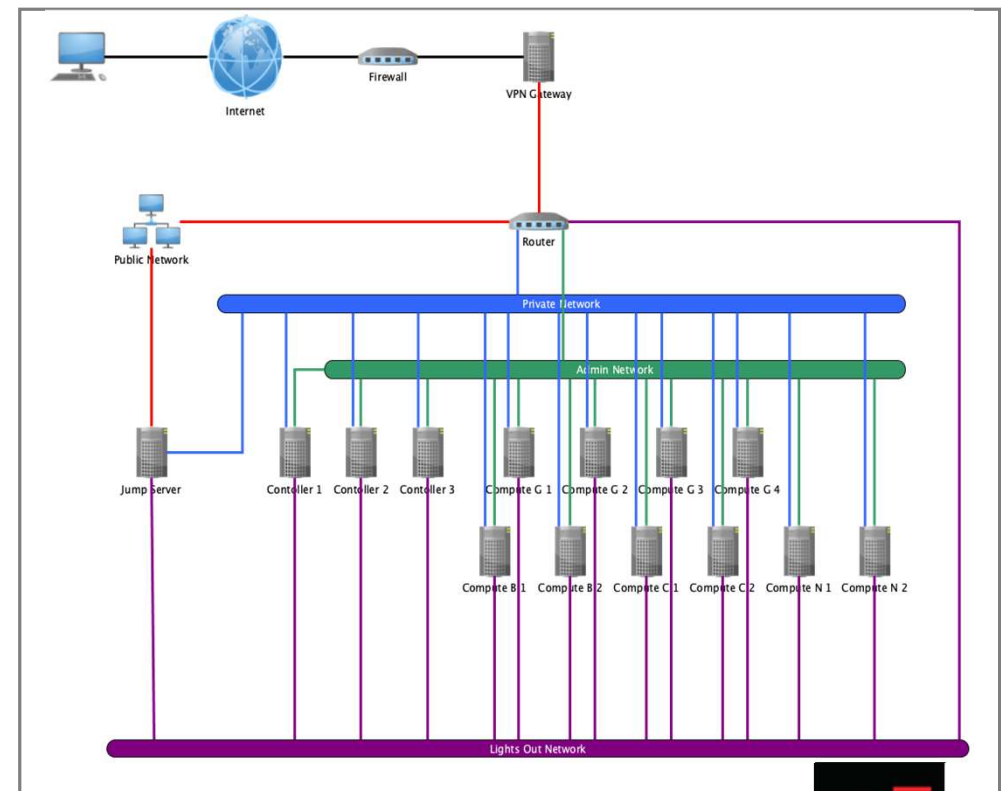 Firewall
VPN Gateway
Internet
Router
Public Network
Private Network
Admin Network
Jump Server
Contoller 1
Contoller 2
Contoller 3
Compute G 1
Compute G 2
Compute G 3
Compute G 4
Compute B 1
Compute B 2
Compute C 1
Compute C 2
Compute N 1
Compute N 2
Lights Out Network